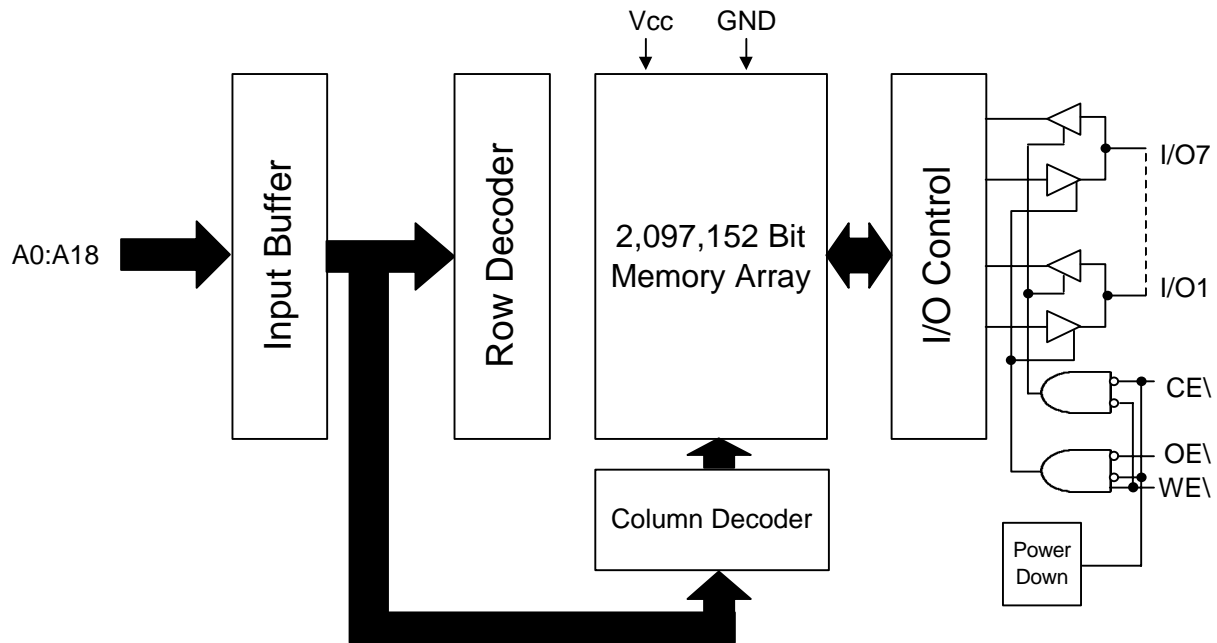 Vcc
GND
A0:A18
Input Buffer
Row Decoder
2,097,152 Bit
Memory Array
I/O Control
I/O7
I/O1
CE\
OE\
WE\
Column Decoder
Power
Down